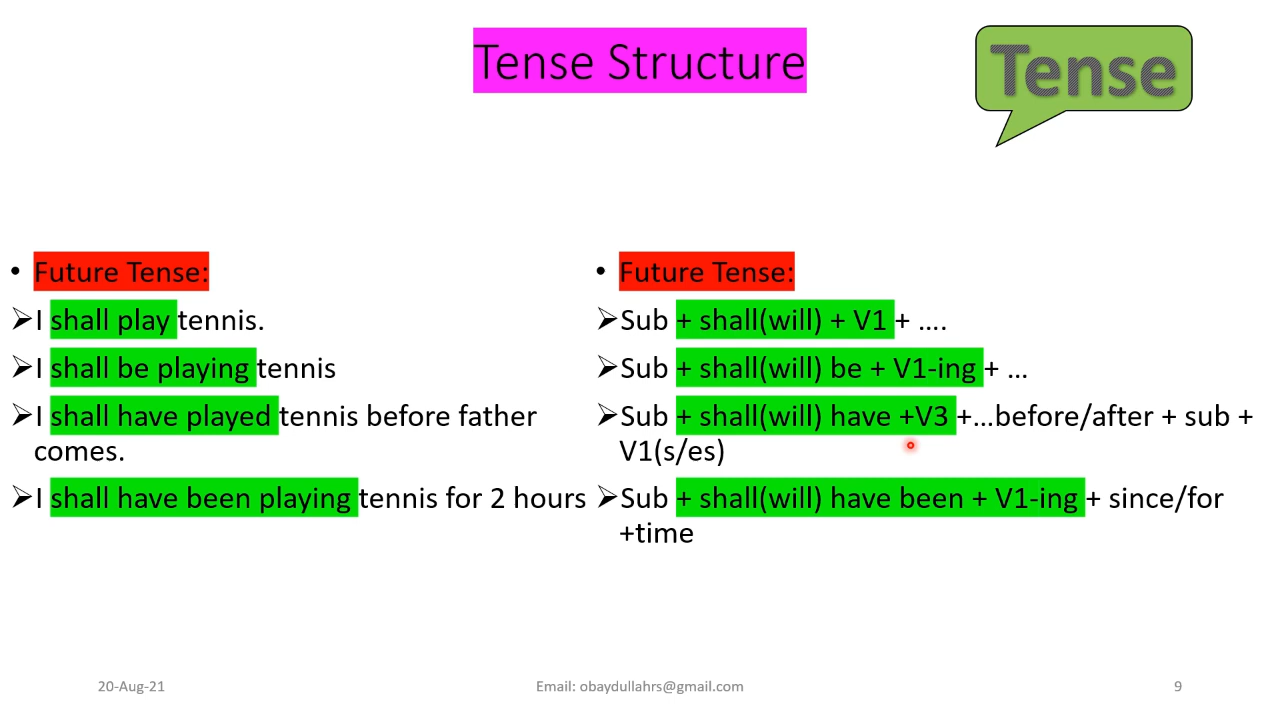 Tense Structure
Tense
• Future Tense:
➢I shall play tennis.
➢I shall be playing tennis
➢I shall have played tennis before father
comes.
➢I shall have been playing tennis for 2 hours
• Future Tense:
➢Sub + shall(will) + V1 + ….
➢Sub + shall(will) be + V1-ing + …
➢Sub + shall(will) have +V3 +…before/after + sub +
V1(s/es)
➢Sub + shall(will) have been + V1-ing + since/for
+time
20-Aug-21
Email: obaydullahrs@gmail.com
9